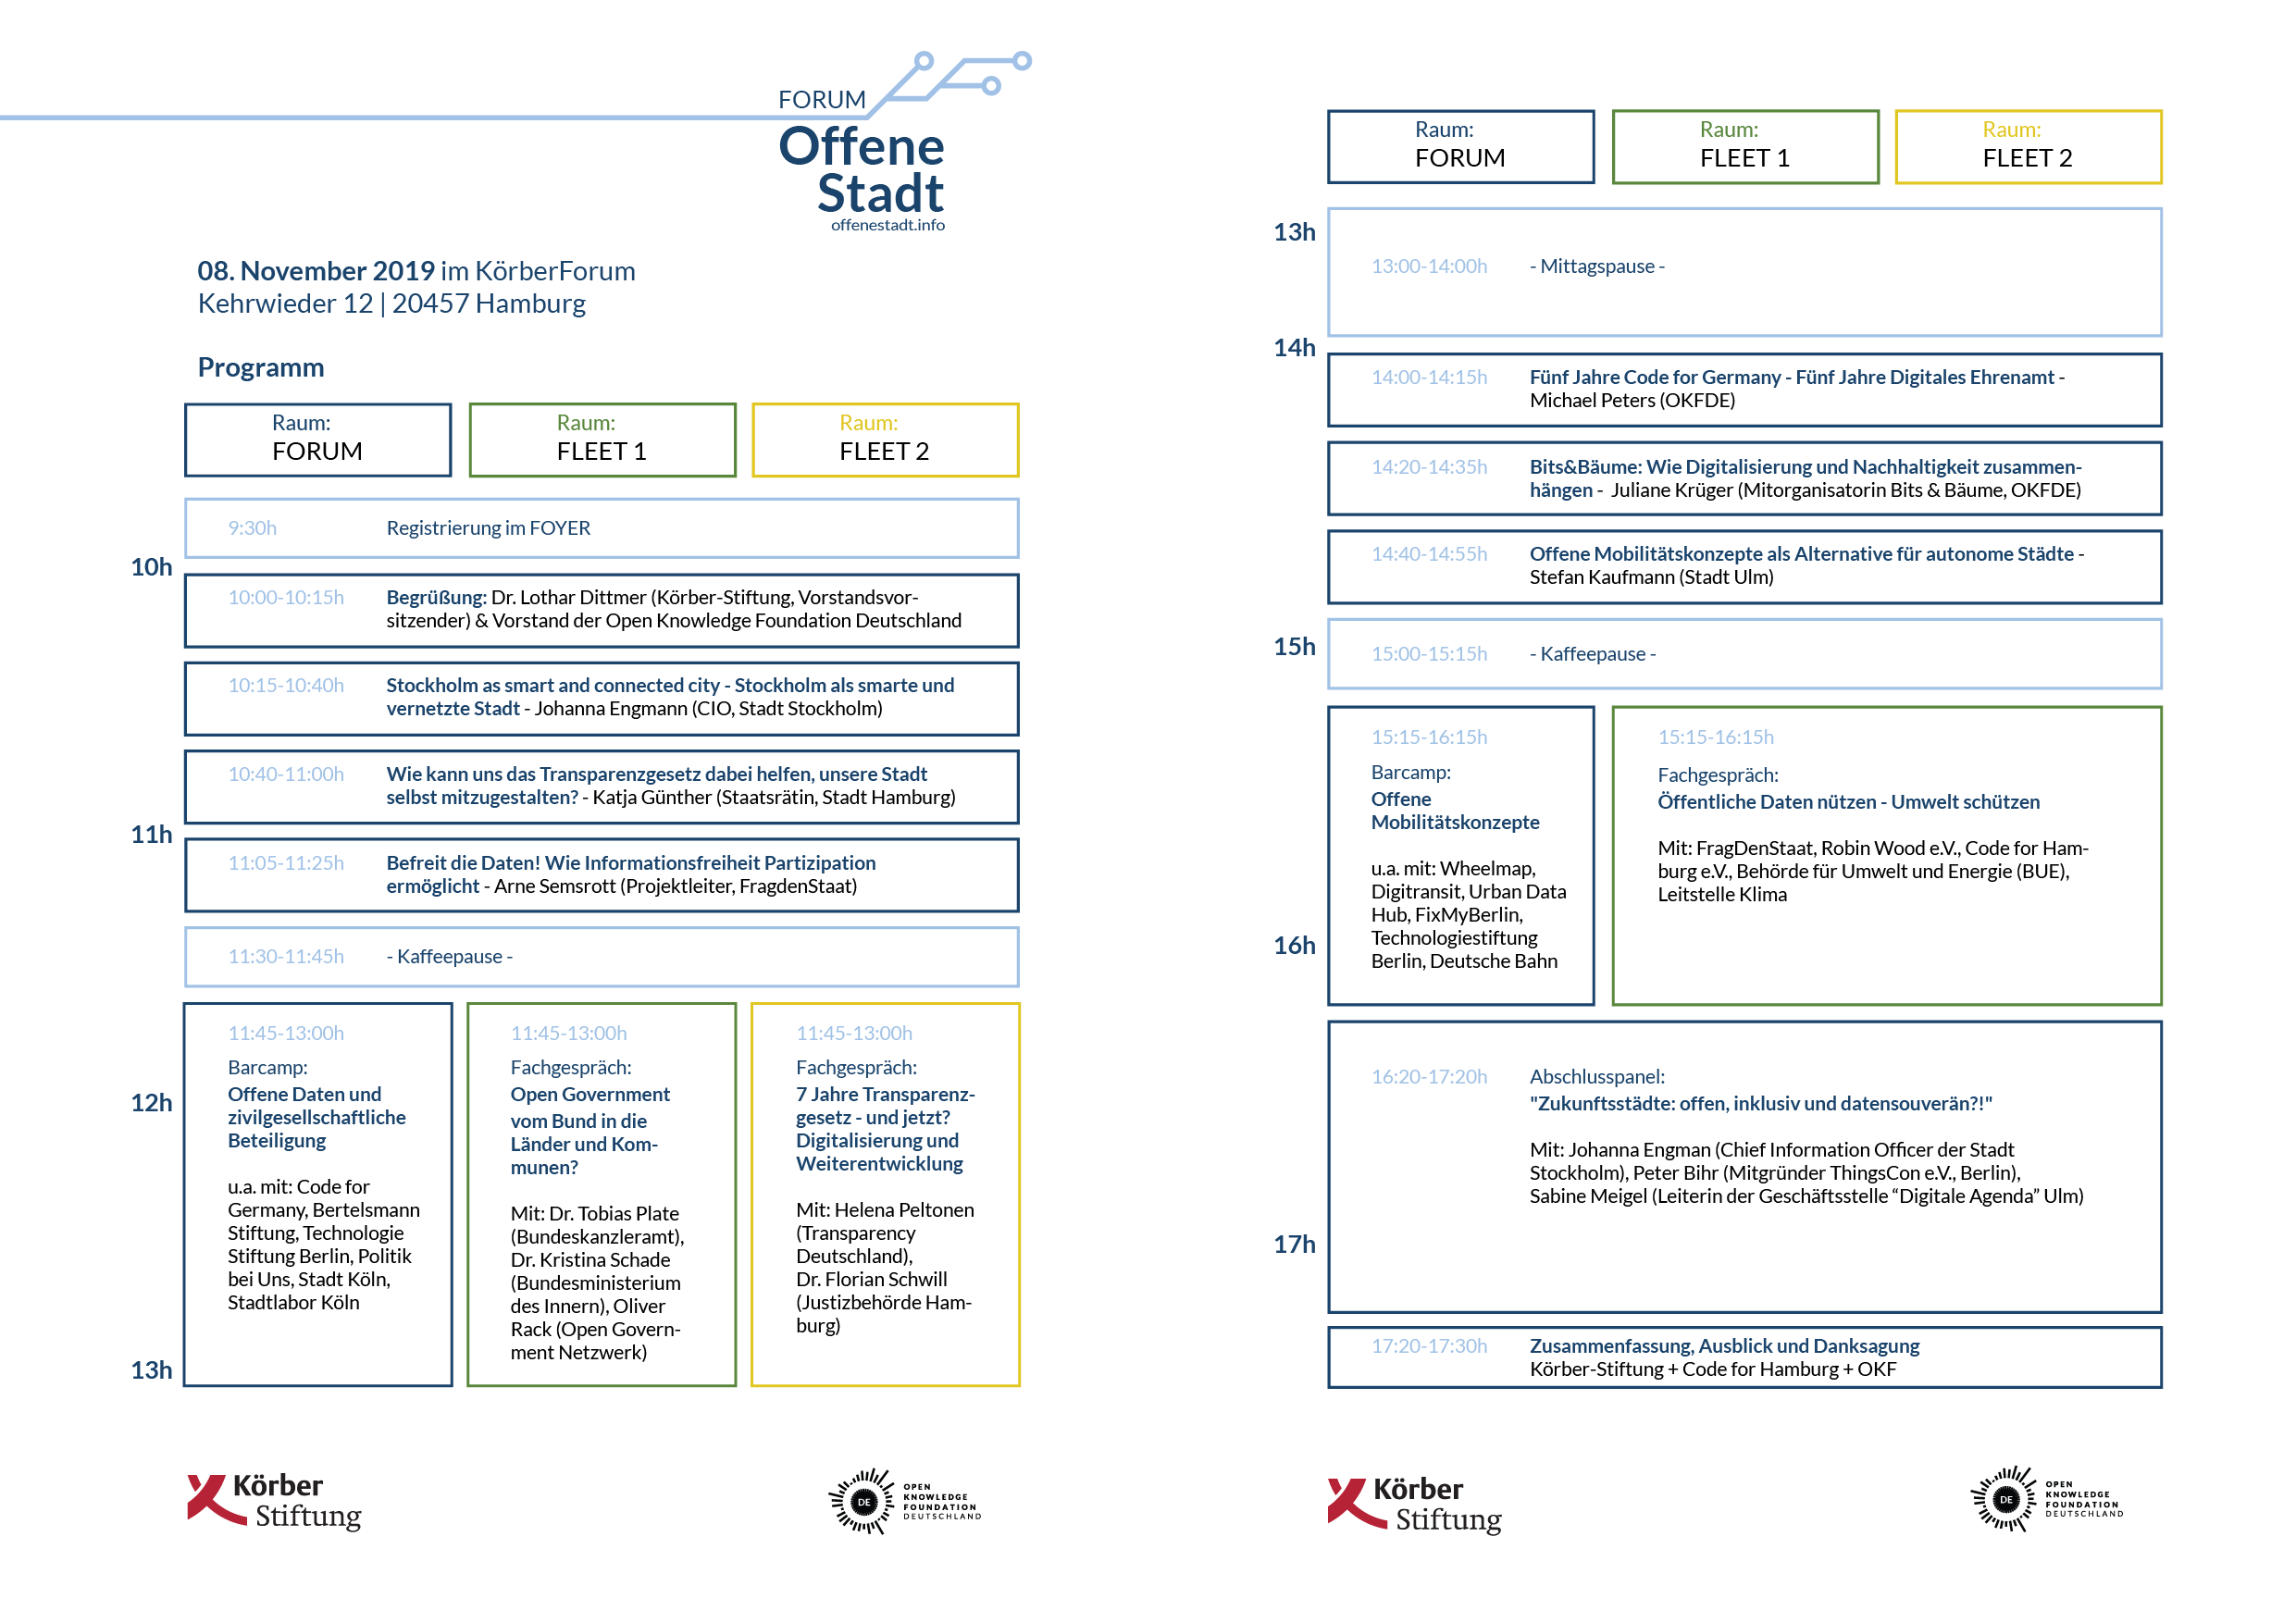 FORUM
Offene
Stadt
offenestadt.info
08. November 2019 im KörberForum
Kehrwieder 12 | 20457 Hamburg
Programm
Raum:
FORUM
Raum:
FLEET 1
Raum:
FLEET 2
9:30h
Registrierung im FOYER
10h
10:00-10:15h
Begrüßung: Dr. Lothar Dittmer (Körber-Stiftung, Vorstandsvor-
sitzender) & Vorstand der Open Knowledge Foundation Deutschland
10:15-10:40h
Stockholm as smart and connected city - Stockholm als smarte und
vernetzte Stadt - Johanna Engmann (CIO, Stadt Stockholm)
10:40-11:00h
Wie kann uns das Transparenzgesetz dabei helfen, unsere Stadt
selbst mitzugestalten? - Katja Günther (Staatsrätin, Stadt Hamburg)
11h
11:05-11:25h
Befreit die Daten! Wie Informationsfreiheit Partizipation
ermöglicht - Arne Semsrott (Projektleiter, FragdenStaat)
11:30-11:45h
- Kaffeepause -
11:45-13:00h
Barcamp:
Offene Daten und
zivilgesellschaftliche
Beteiligung
u.a. mit: Code for
Germany, Bertelsmann
Stiftung, Technologie
Stiftung Berlin, Politik
bei Uns, Stadt Köln,
Stadtlabor Köln
11:45-13:00h
Fachgespräch:
Open Government
vom Bund in die
Länder und Kom-
munen?
Mit: Dr. Tobias Plate
(Bundeskanzleramt),
Dr. Kristina Schade
(Bundesministerium
des Innern), Oliver
Rack (Open Govern-
ment Netzwerk)
11:45-13:00h
Fachgespräch:
7 Jahre Transparenz-
gesetz - und jetzt?
Digitalisierung und
Weiterentwicklung
Mit: Helena Peltonen
(Transparency
Deutschland),
Dr. Florian Schwill
(Justizbehörde Ham-
burg)
12h
13h
Körber
Stiftung
DE
OPEN
KNOWLEDGE
FOUNDATION
DEUTSCHLAND
Raum:
FORUM
Raum:
FLEET 1
Raum:
FLEET 2
13h
13:00-14:00h
- Mittagspause -
14h
14:00-14:15h
Fünf Jahre Code for Germany - Fünf Jahre Digitales Ehrenamt -
Michael Peters (OKFDE)
14:20-14:35h
Bits&Bäume: Wie Digitalisierung und Nachhaltigkeit zusammen-
hängen - Juliane Krüger (Mitorganisatorin Bits & Bäume, OKFDE)
14:40-14:55h
Offene Mobilitätskonzepte als Alternative für autonome Städte -
Stefan Kaufmann (Stadt Ulm)
15h
15:00-15:15h
- Kaffeepause -
15:15-16:15h
Barcamp:
Offene
Mobilitätskonzepte
u.a. mit: Wheelmap,
Digitransit, Urban Data
Hub, FixMyBerlin,
Technologiestiftung
Berlin, Deutsche Bahn
15:15-16:15h
Fachgespräch:
Öffentliche Daten nützen - Umwelt schützen
Mit: FragDenStaat, Robin Wood e.V., Code for Ham-
burg e.V., Behörde für Umwelt und Energie (BUE),
Leitstelle Klima
16h
16:20-17:20h
Abschlusspanel:
"Zukunftsstädte: offen, inklusiv und datensouverän?!"
Mit: Johanna Engman (Chief Information Officer der Stadt
Stockholm), Peter Bihr (Mitgründer ThingsCon e.V., Berlin),
Sabine Meigel (Leiterin der Geschäftsstelle “Digitale Agenda” Ulm)
17h
17:20-17:30h
Zusammenfassung, Ausblick und Danksagung
Körber-Stiftung + Code for Hamburg + OKF
Körber
Stiftung
DE
OPEN
KNOWLEDGE
FOUNDATION
DEUTSCHLAND